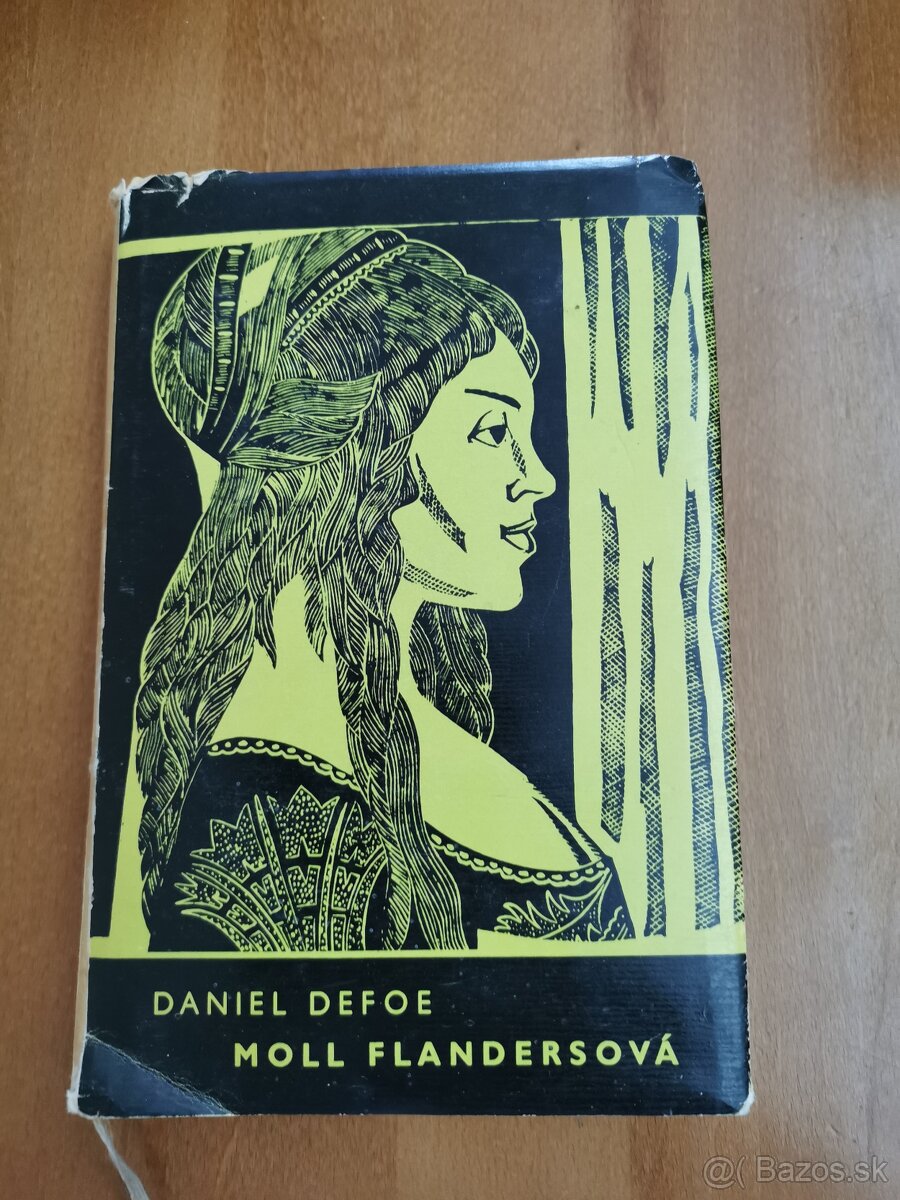 DANIEL DEFOE
MOLL FLANDERSOVÁ
@( Bazos.sk